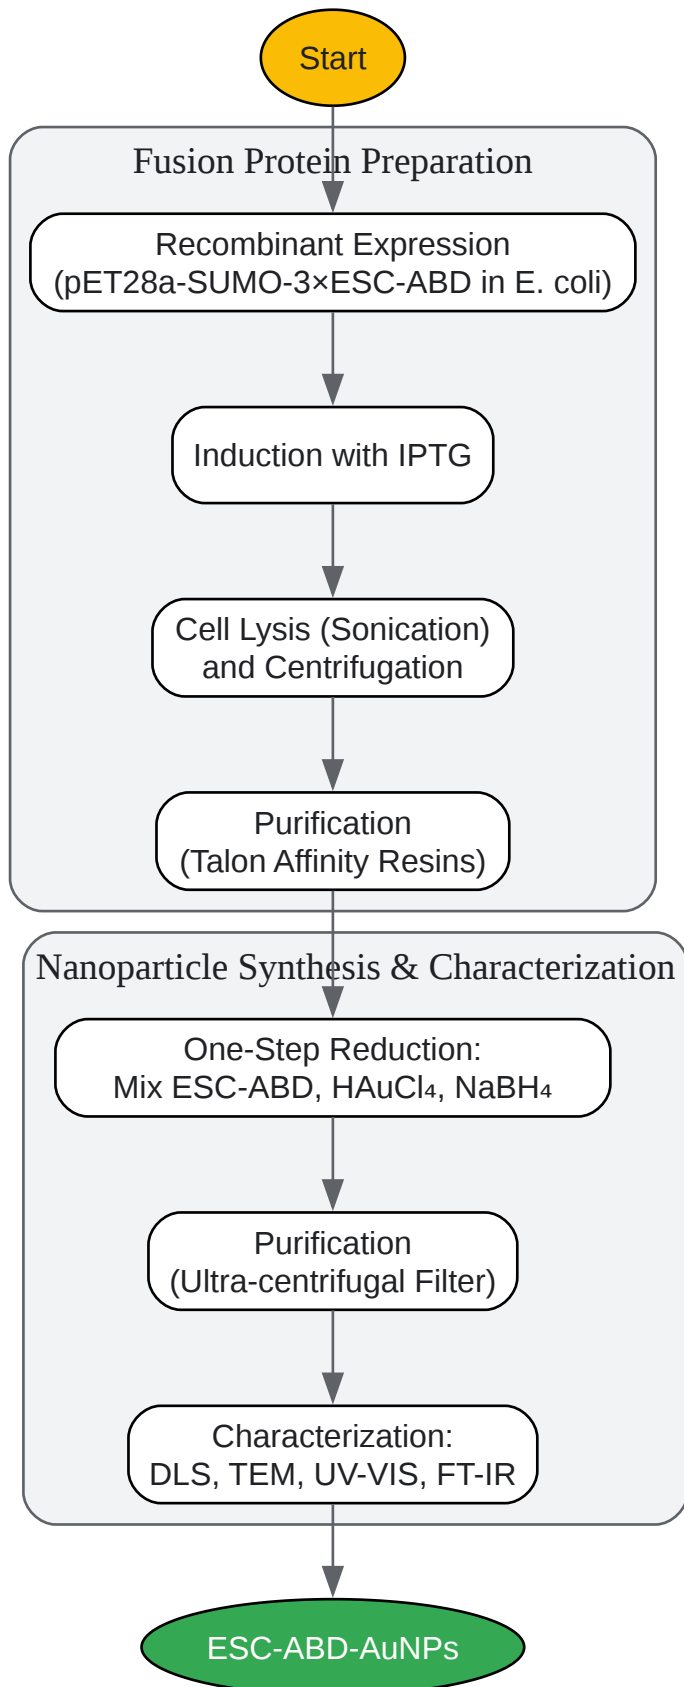 Start
Fusion Protein Preparation
Recombinant Expression
(pET28a-SUMO-3×ESC-ABD in E. coli)
Induction with IPTG
Cell Lysis (Sonication)
and Centrifugation
Purification
(Talon Affinity Resins)
Nanoparticle Synthesis & Characterization
One-Step Reduction:
Mix ESC-ABD, HAuCl₄, NaBH₄
Purification
(Ultra-centrifugal Filter)
Characterization:
DLS, TEM, UV-VIS, FT-IR
ESC-ABD-AuNPs